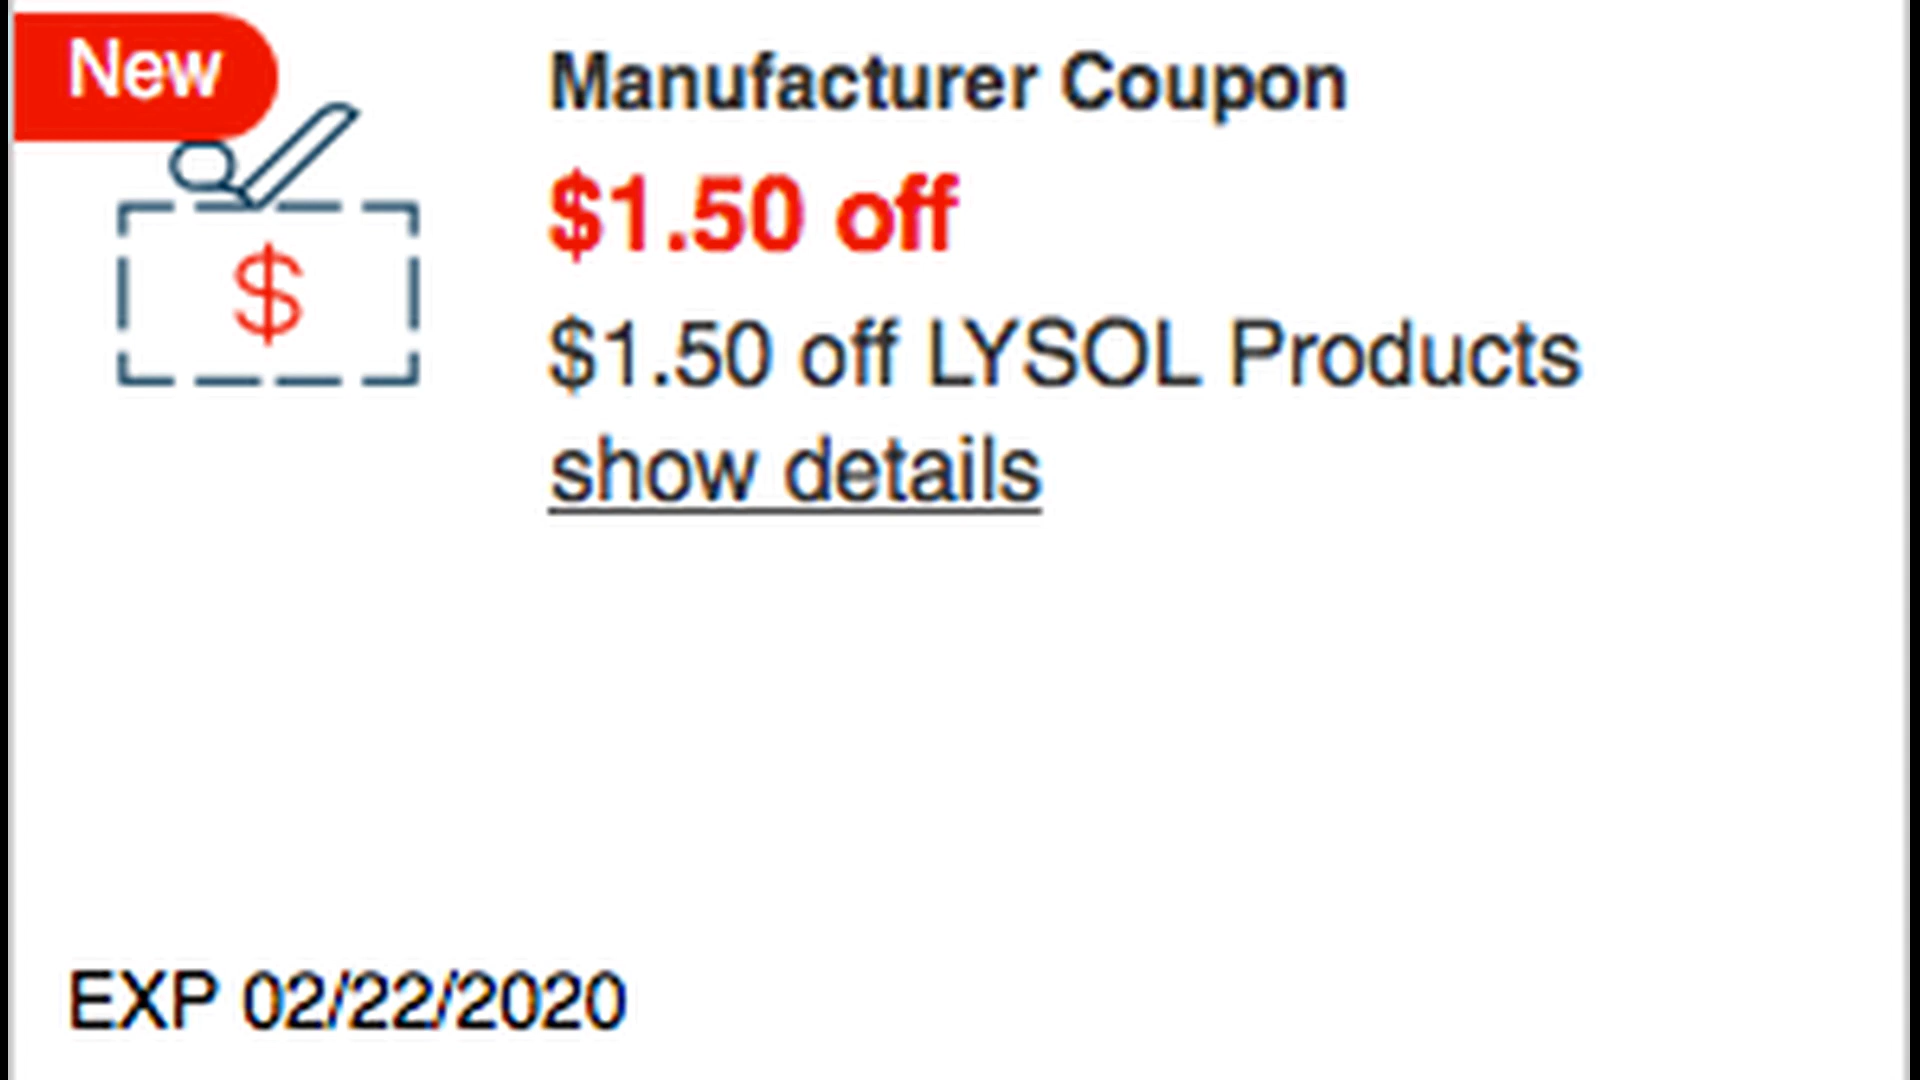 New
Manufacturer Coupon
$1.50 off
$
$1.50 off LYSOL Products
show details
EXP 02/22/2020